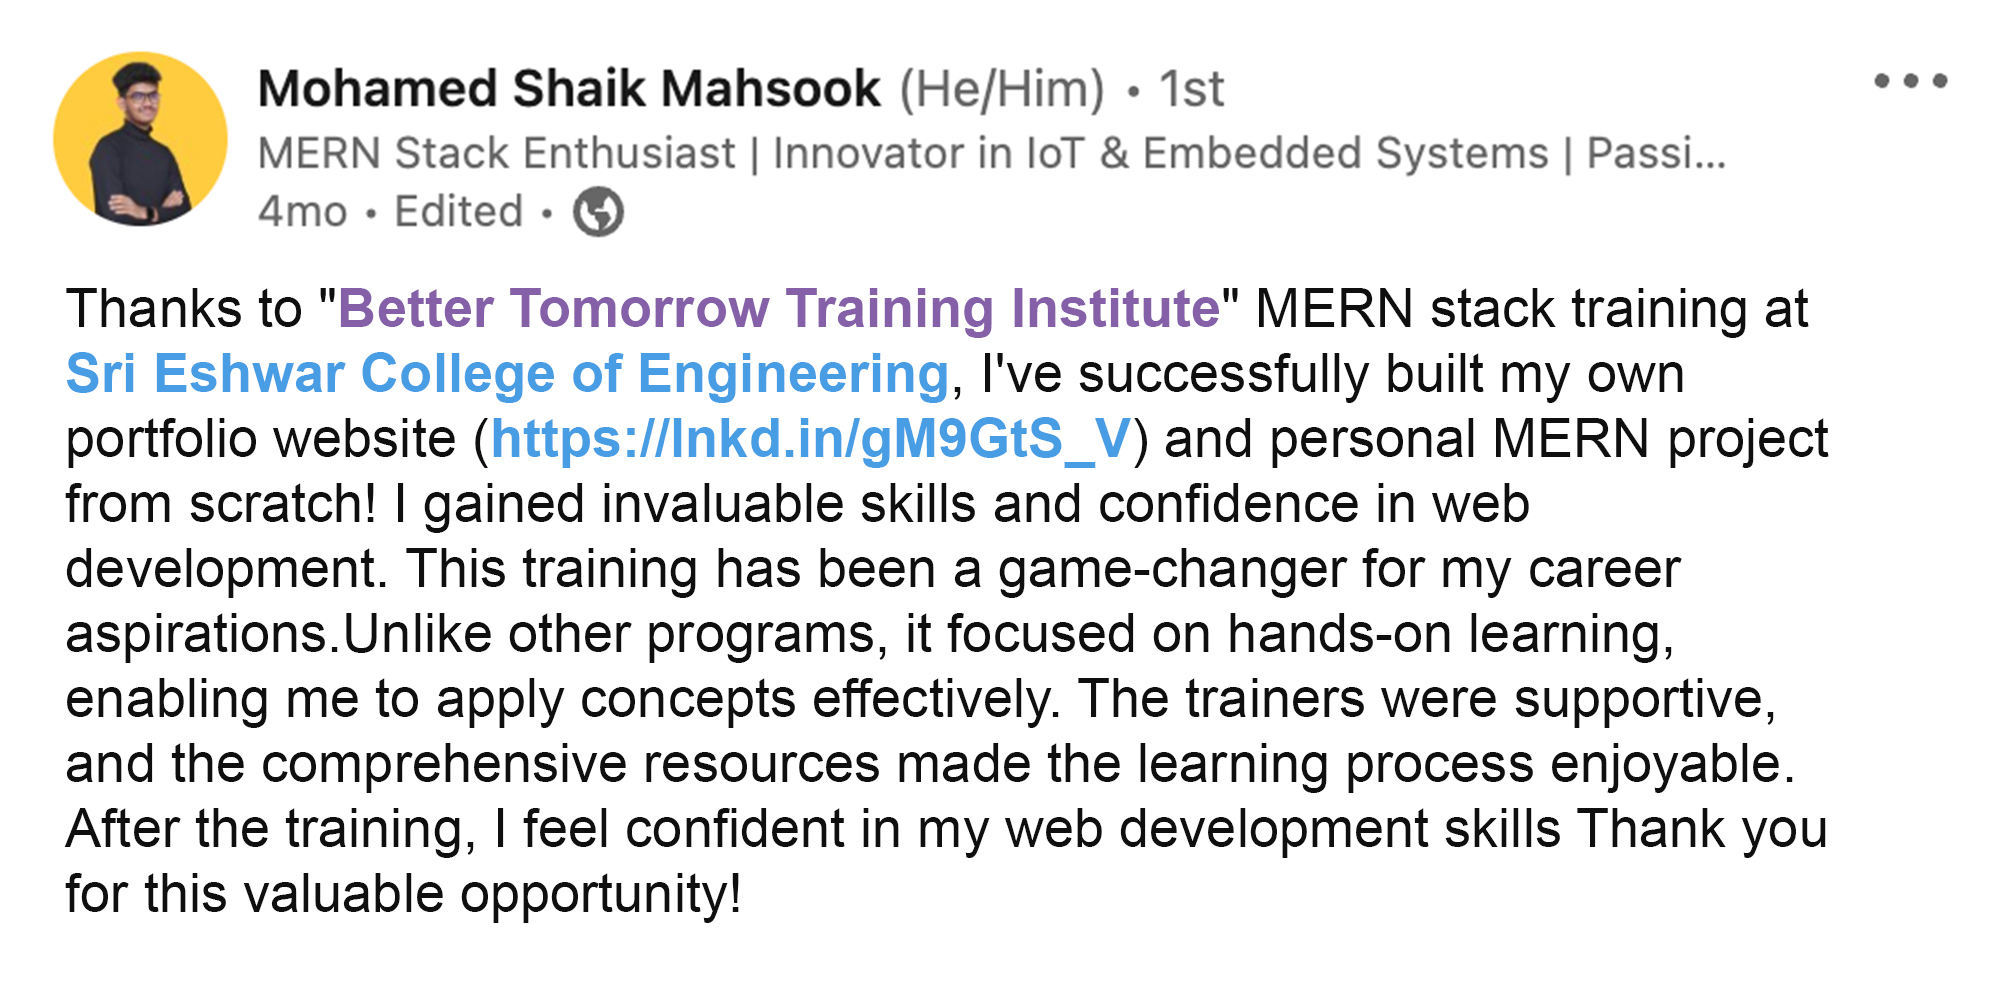 Mohamed Shaik Mahsook (He/Him) • 1st
MERN Stack Enthusiast | Innovator in IoT & Embedded Systems | Passi...
4mo • Edited •
Thanks to "Better Tomorrow Training Institute" MERN stack training at
Sri Eshwar College of Engineering, I've successfully built my own
portfolio website (https://lnkd.in/gM9GtS_V) and personal MERN project
from scratch! I gained invaluable skills and confidence in web
development. This training has been a game-changer for my career
aspirations.Unlike other programs, it focused on hands-on learning,
enabling me to apply concepts effectively. The trainers were supportive,
and the comprehensive resources made the learning process enjoyable.
After the training, I feel confident in my web development skills Thank you
for this valuable opportunity!